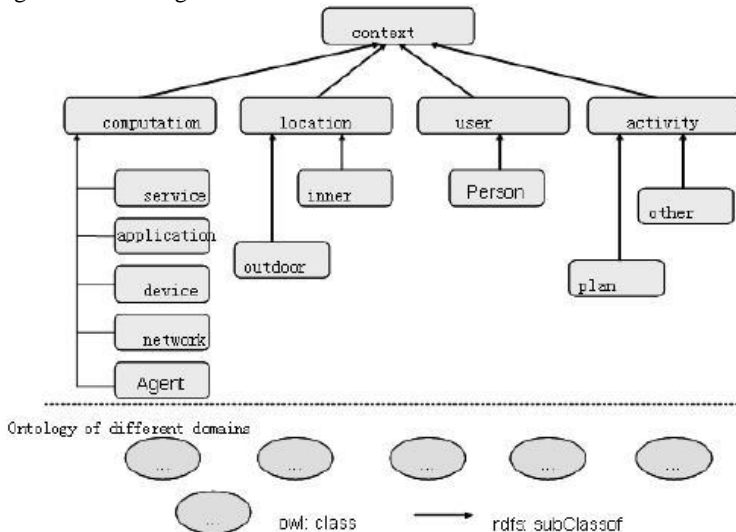 context
computation location user activity
service inner Person other
application
outdoor
device plan
network
Agent
Ontology of different domains
... ... ... ... ...
... owl: class rdfs: subClassof